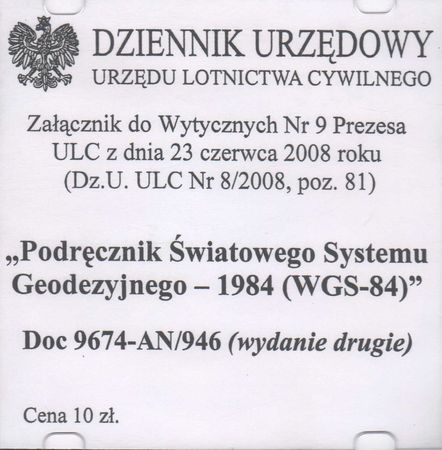 DZIENNIK URZĘDOWY
URZĘDU LOTNICTWA CYWILNEGO
Załącznik do Wytycznych Nr 9 Prezesa
ULC z dnia 23 czerwca 2008 roku
(Dz.U. ULC Nr 8/2008, poz. 81)
„Podręcznik Światowego Systemu
Geodezyjnego – 1984 (WGS-84)”
Doc 9674-AN/946 (wydanie drugie)
Cena 10 zł.